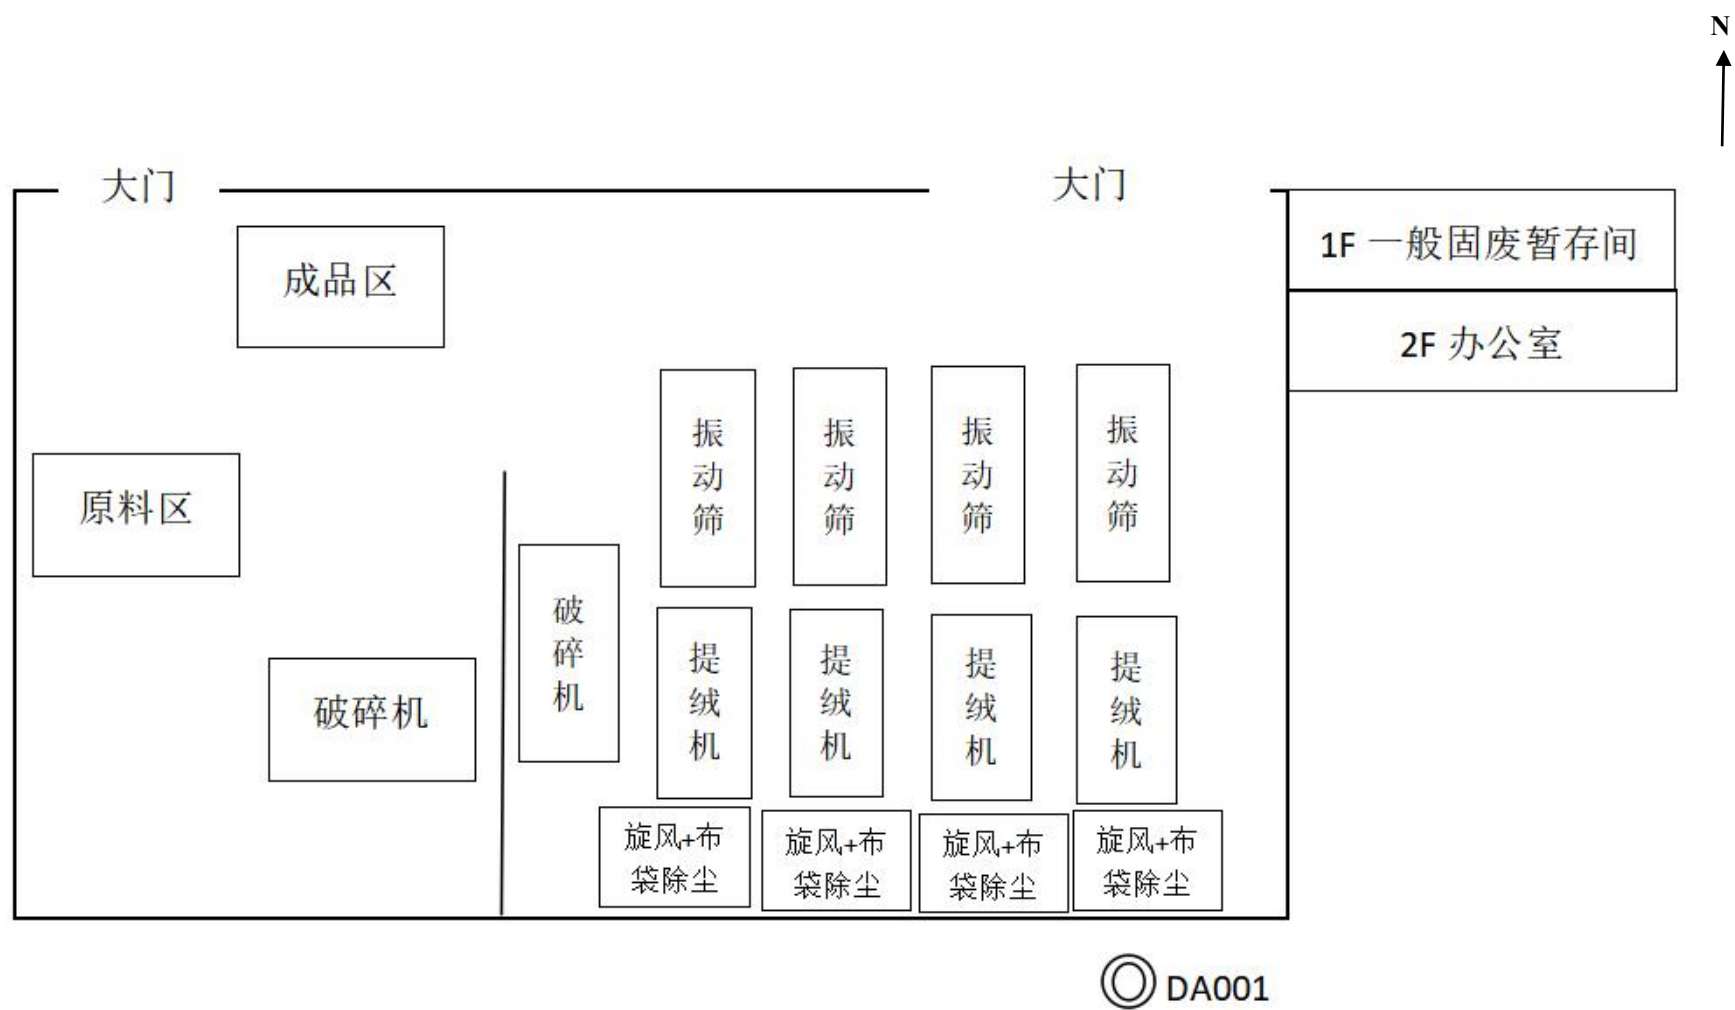 N
大门
大门
1F 一般固废暂存间
成品区
2F 办公室
振动筛
振动筛
振动筛
振动筛
原料区
破碎机
提绒机
提绒机
提绒机
提绒机
破碎机
旋风+布
袋除尘
旋风+布
袋除尘
旋风+布
袋除尘
旋风+布
袋除尘
DA001